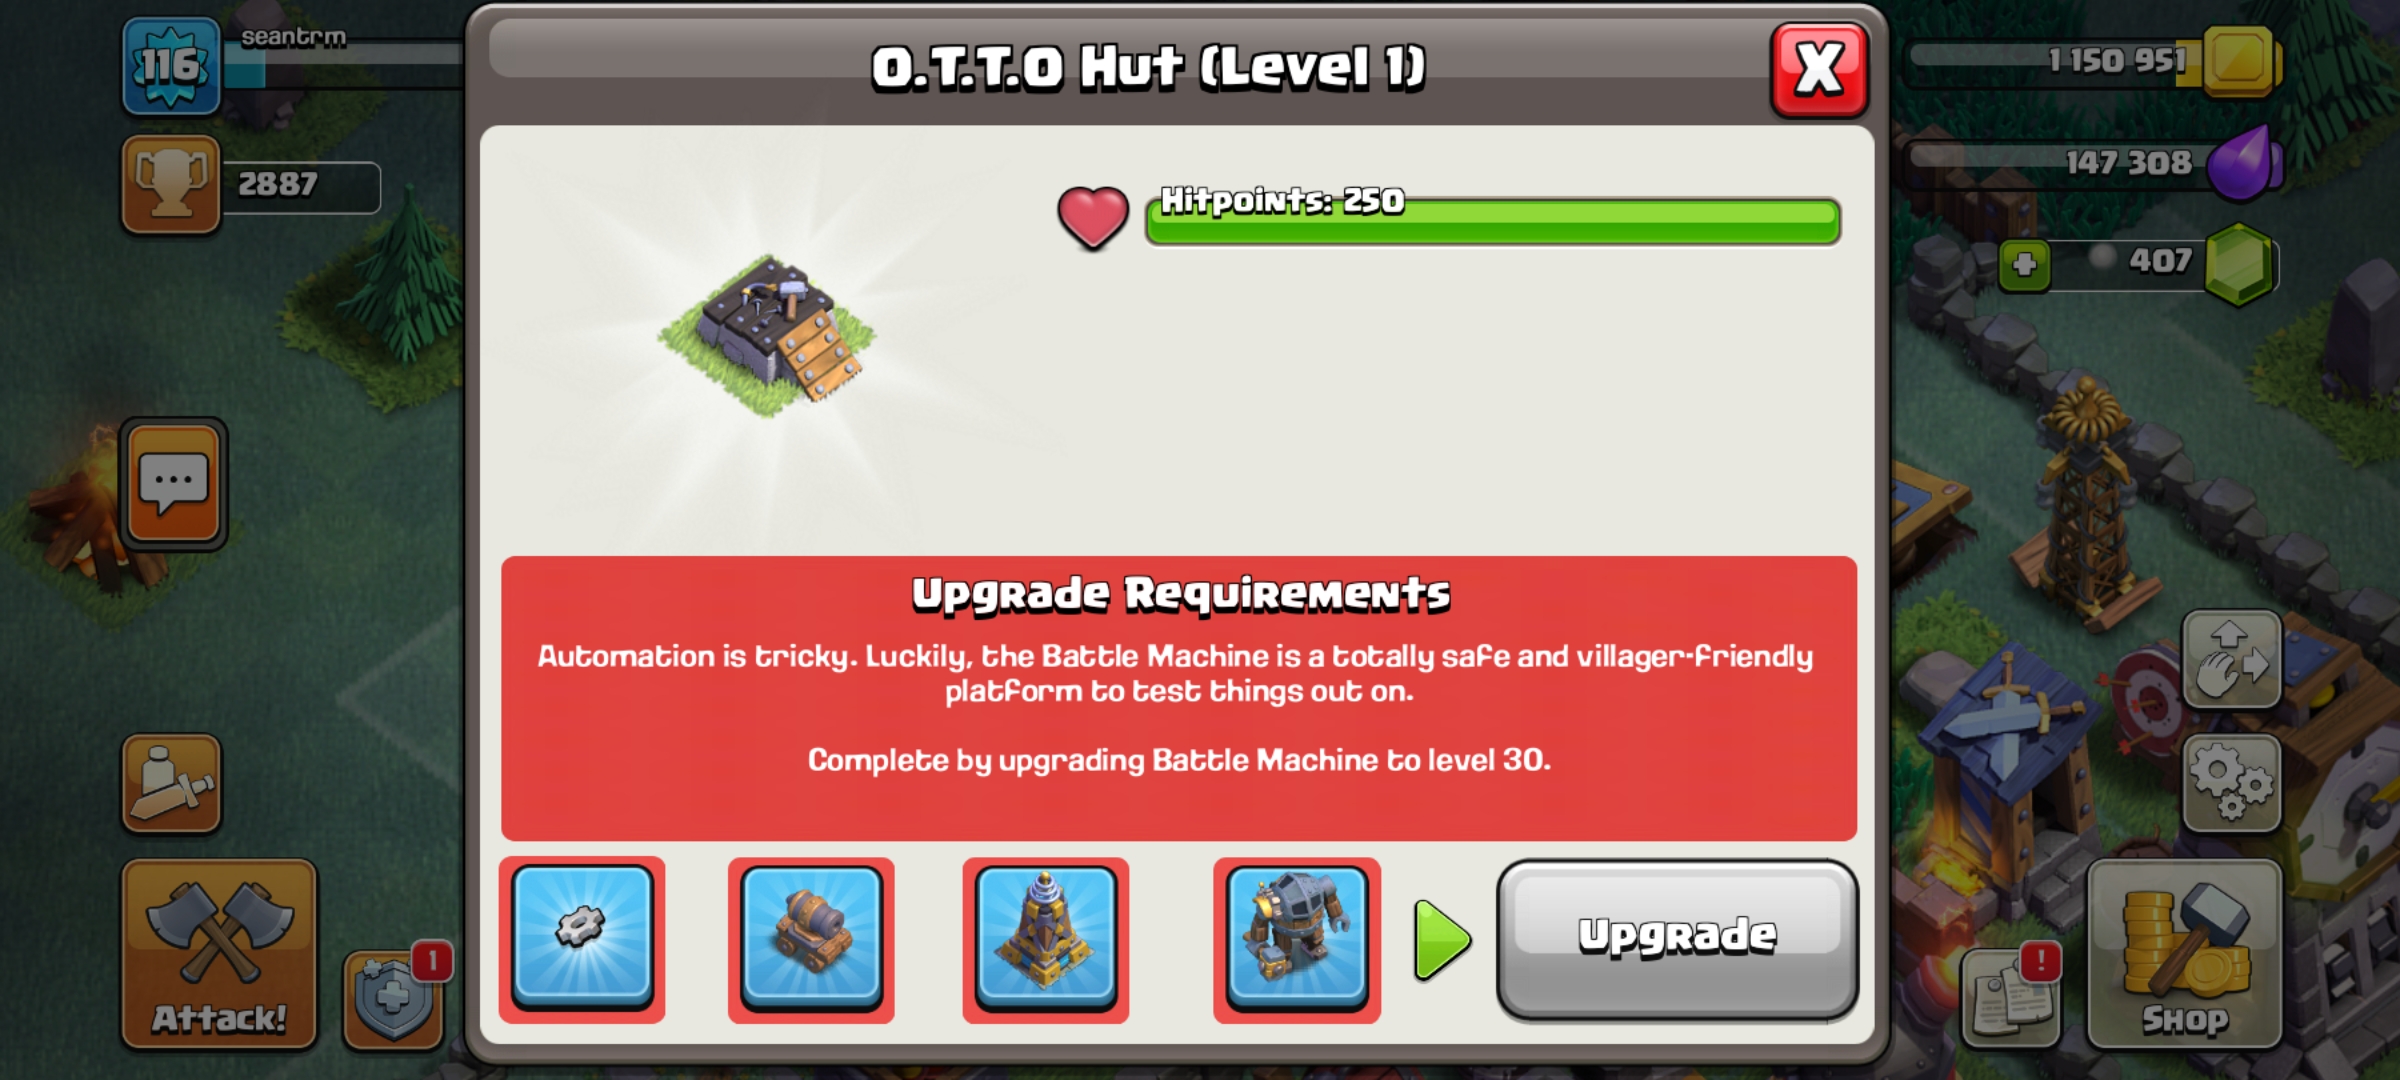 O.T.T.O Hut (Level 1)
X
116
seantrm
2887
1 150 951
147 308
407
Hitpoints: 250
Upgrade Requirements
Automation is tricky. Luckily, the Battle Machine is a totally safe and villager-friendly
platform to test things out on.
Complete by upgrading Battle Machine to level 30.
Upgrade
Attack!
1
!
Shop